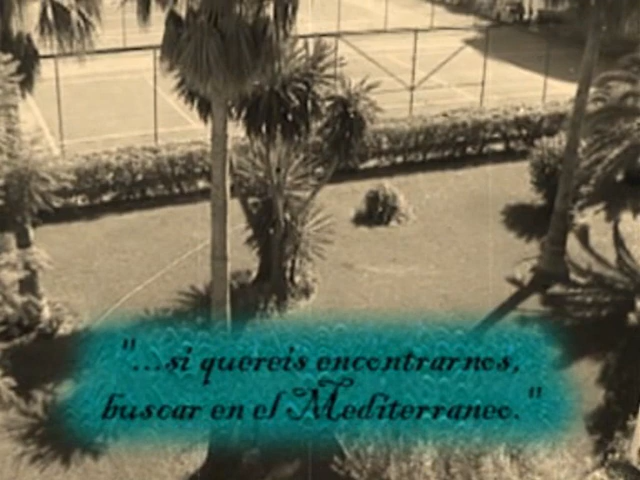 "...si quereis encontrarnos,
buscar en el Mediterraneo."